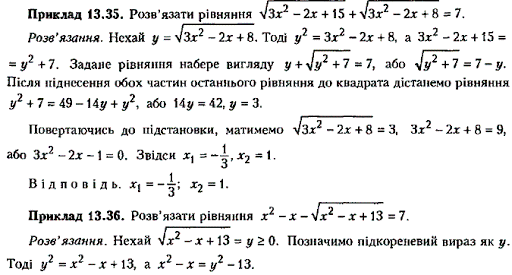 Приклад 13.35. Розв'язати рівняння √(3x² − 2x + 15) + √(3x² − 2x + 8) = 7.
Розв'язання. Нехай y = √(3x² − 2x + 8). Тоді y² = 3x² − 2x + 8, а 3x² − 2x + 15 =
= y² + 7. Задане рівняння набере вигляду y + √(y² + 7) = 7, або √(y² + 7) = 7 − y.
Після піднесення обох частин останнього рівняння до квадрата дістанемо рівняння
y² + 7 = 49 − 14y + y², або 14y = 42, y = 3.
Повертаючись до підстановки, матимемо √(3x² − 2x + 8) = 3, 3x² − 2x + 8 = 9,
або 3x² − 2x − 1 = 0. Звідси x₁ = −1/3, x₂ = 1.
Відповідь. x₁ = −1/3; x₂ = 1.
Приклад 13.36. Розв'язати рівняння x² − x − √(x² − x + 13) = 7.
Розв'язання. Нехай √(x² − x + 13) = y ≥ 0. Позначимо підкореневий вираз як y.
Тоді y² = x² − x + 13, а x² − x = y² − 13.